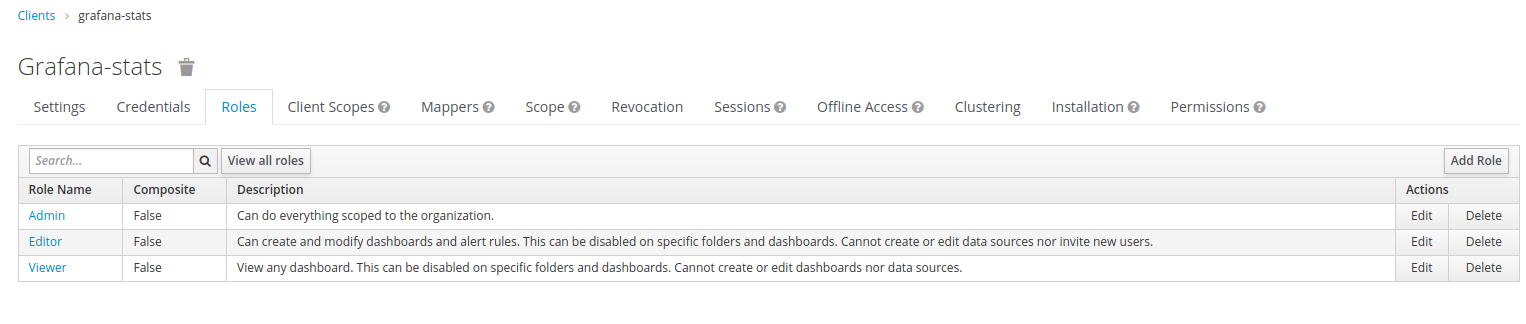 Clients > grafana-stats
Grafana-stats
Settings Credentials Roles Client Scopes Mappers Scope Revocation Sessions Offline Access Clustering Installation Permissions
Search... View all roles Add Role
Role Name Composite Description Actions
Admin False Can do everything scoped to the organization. Edit Delete
Editor False Can create and modify dashboards and alert rules. This can be disabled on specific folders and dashboards. Cannot create or edit data sources nor invite new users. Edit Delete
Viewer False View any dashboard. This can be disabled on specific folders and dashboards. Cannot create or edit dashboards nor data sources. Edit Delete